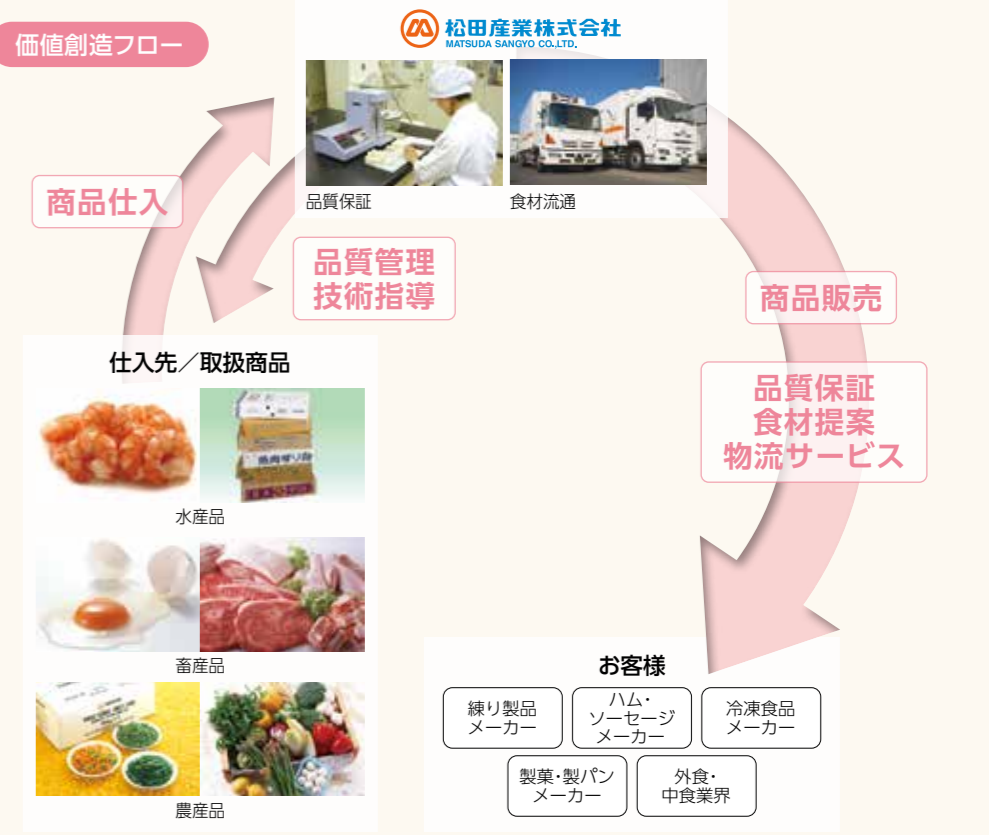 価値創造フロー
松田産業株式会社
MATSUDA SANGYO CO.,LTD.
品質保証
食材流通
商品仕入
品質管理
技術指導
商品販売
品質保証
食材提案
物流サービス
仕入先／取扱商品
水産品
畜産品
農産品
お客様
練り製品
メーカー
ハム・
ソーセージ
メーカー
冷凍食品
メーカー
製菓・製パン
メーカー
外食・
中食業界